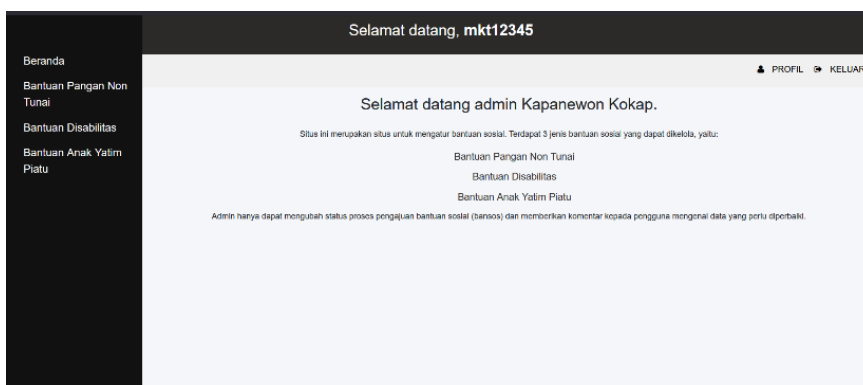 Selamat datang, mkt12345
Beranda
Bantuan Pangan Non
Tunai
Bantuan Disabilitas
Bantuan Anak Yatim
Piatu
PROFIL KELUAR
Selamat datang admin Kapanewon Kokap.
Situs ini merupakan situs untuk mengatur bantuan sosial. Terdapat 3 jenis bantuan sosial yang dapat dikelola, yaitu:
Bantuan Pangan Non Tunai
Bantuan Disabilitas
Bantuan Anak Yatim Piatu
Admin hanya dapat mengubah status proses pengajuan bantuan sosial (bansos) dan memberikan komentar kepada pengguna mengenai data yang perlu diperbaiki.